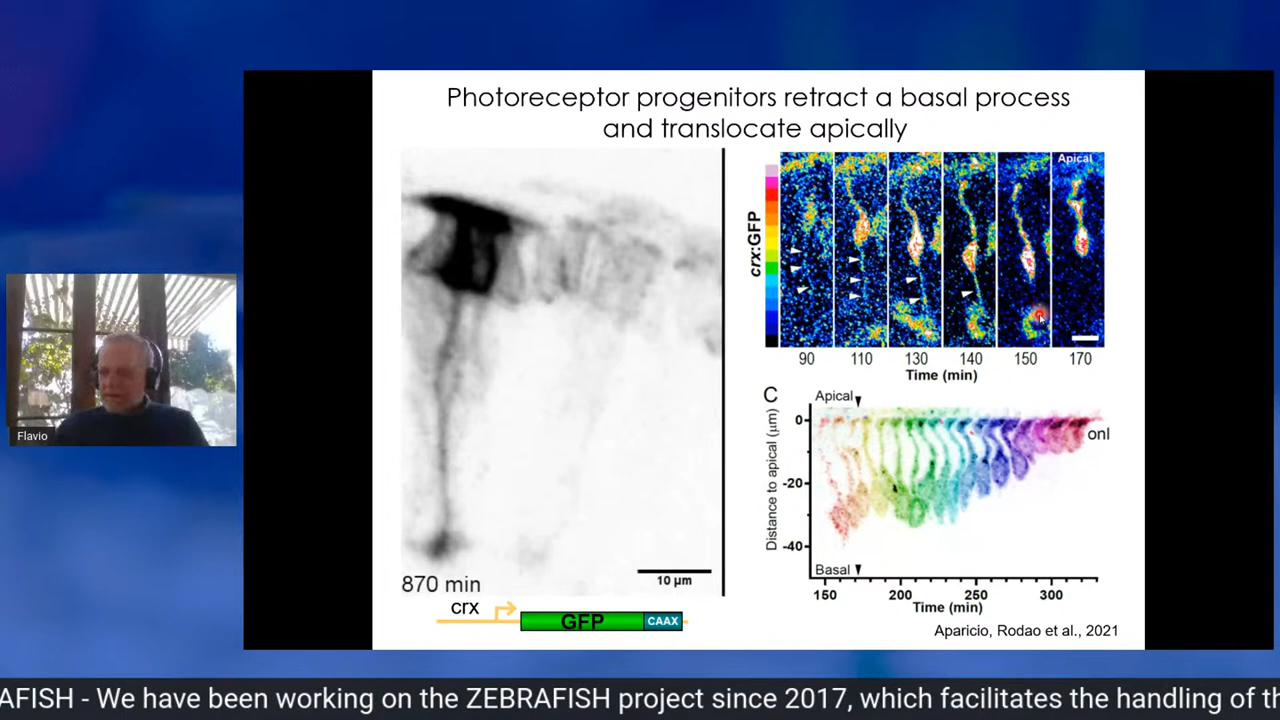 Photoreceptor progenitors retract a basal process
and translocate apically
870 min
10 µm
crx
GFP
CAAX
crx:GFP
Apical
90 110 130 140 150 170
Time (min)
C
Apical
Distance to apical (µm)
0
-20
-40
onl
Basal
150 200 250 300
Time (min)
Aparicio, Rodao et al., 2021
Flavio
AFISH - We have been working on the ZEBRAFISH project since 2017, which facilitates the handling of th